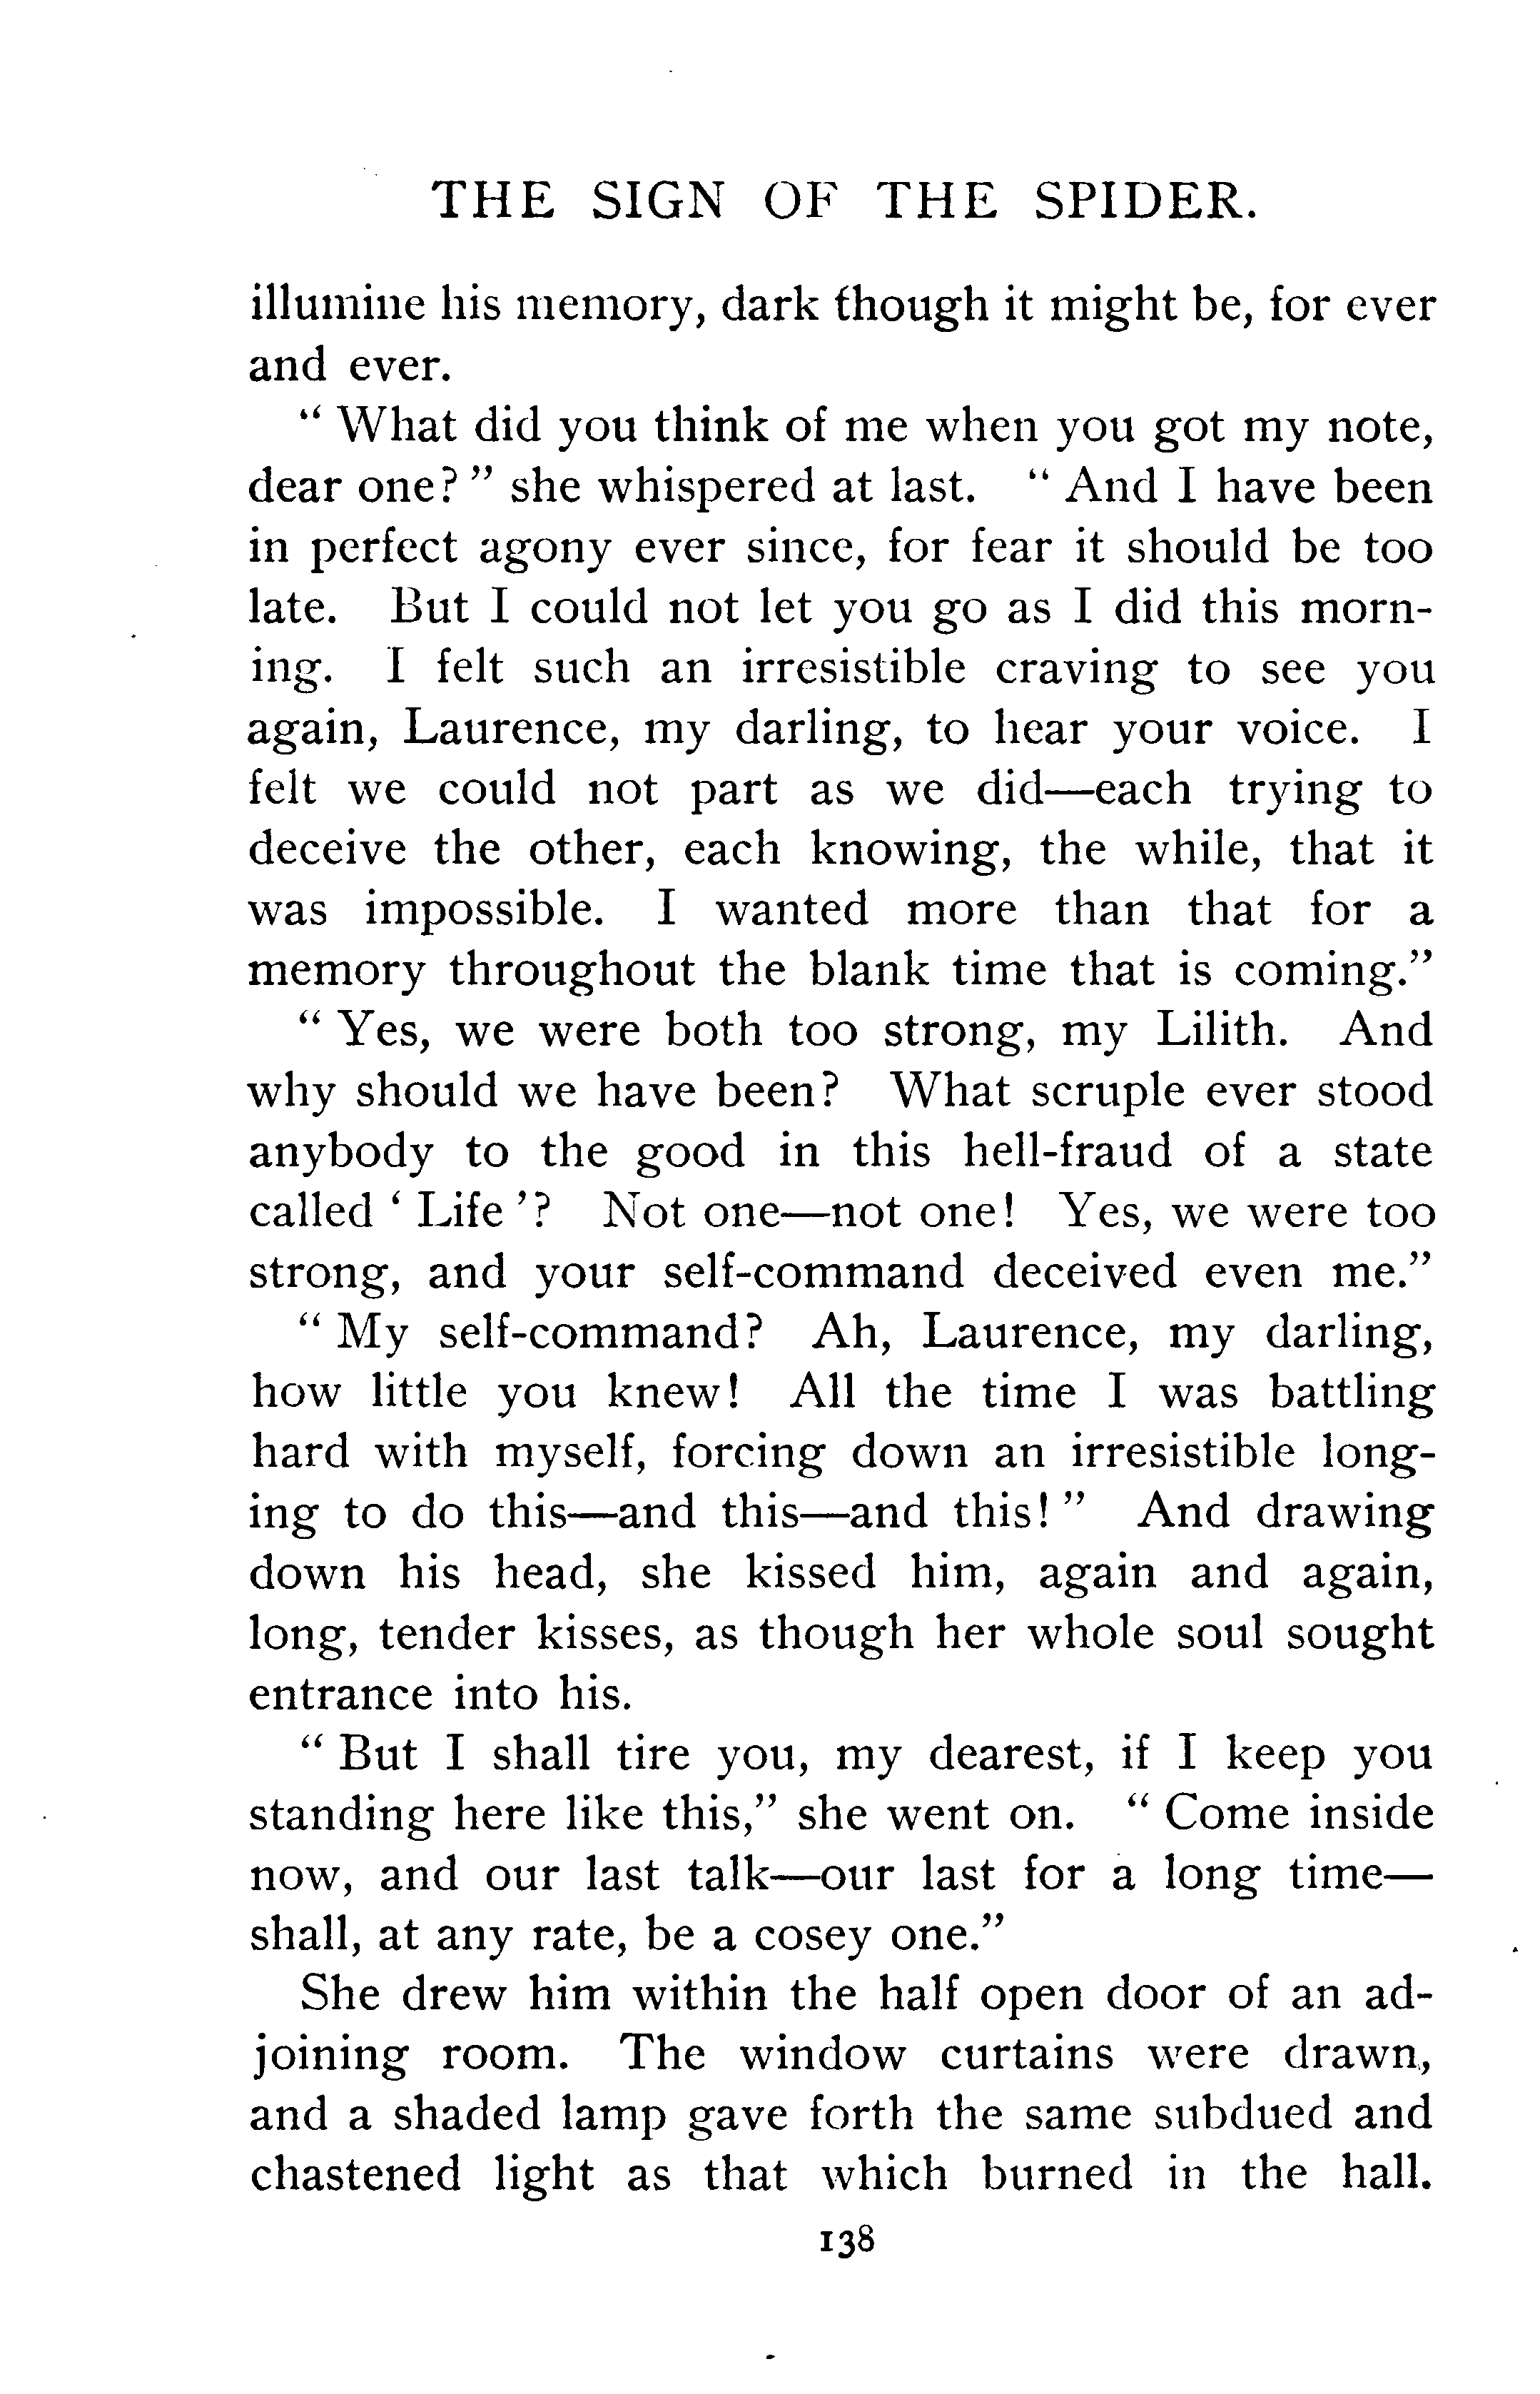 THE SIGN OF THE SPIDER.
illumine his memory, dark though it might be, for ever
and ever.
“ What did you think of me when you got my note,
dear one? ” she whispered at last. “ And I have been
in perfect agony ever since, for fear it should be too
late. But I could not let you go as I did this morn-
ing. I felt such an irresistible craving to see you
again, Laurence, my darling, to hear your voice. I
felt we could not part as we did—each trying to
deceive the other, each knowing, the while, that it
was impossible. I wanted more than that for a
memory throughout the blank time that is coming.”
“ Yes, we were both too strong, my Lilith. And
why should we have been? What scruple ever stood
anybody to the good in this hell-fraud of a state
called ‘ Life ’? Not one—not one! Yes, we were too
strong, and your self-command deceived even me.”
“ My self-command? Ah, Laurence, my darling,
how little you knew! All the time I was battling
hard with myself, forcing down an irresistible long-
ing to do this—and this—and this! ” And drawing
down his head, she kissed him, again and again,
long, tender kisses, as though her whole soul sought
entrance into his.
“ But I shall tire you, my dearest, if I keep you
standing here like this,” she went on. “ Come inside
now, and our last talk—our last for a long time—
shall, at any rate, be a cosey one.”
She drew him within the half open door of an ad-
joining room. The window curtains were drawn,
and a shaded lamp gave forth the same subdued and
chastened light as that which burned in the hall.
138